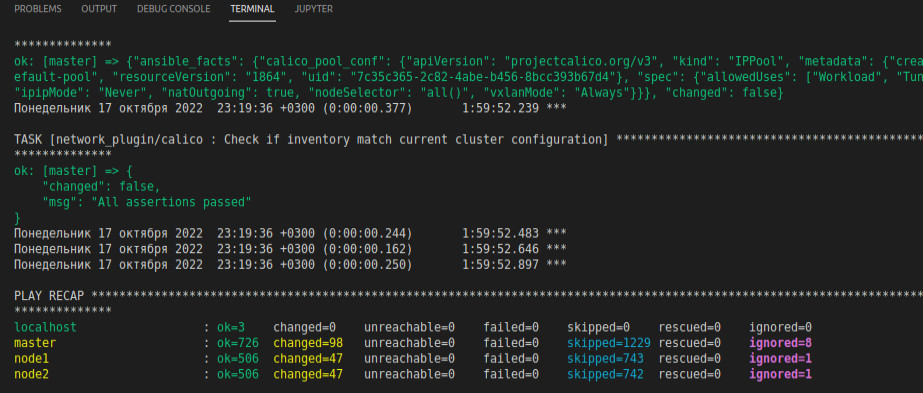 PROBLEMS OUTPUT DEBUG CONSOLE TERMINAL JUPYTER
**************
ok: [master] => {"ansible_facts": {"calico_pool_conf": {"apiVersion": "projectcalico.org/v3", "kind": "IPPool", "metadata": {"crea
efault-pool", "resourceVersion": "1864", "uid": "7c35c365-2c82-4abe-b456-8bcc393b67d4"}, "spec": {"allowedUses": ["Workload", "Tun
"ipipMode": "Never", "natOutgoing": true, "nodeSelector": "all()", "vxlanMode": "Always"}}}, "changed": false}
Понедельник 17 октября 2022  23:19:36 +0300 (0:00:00.377)       1:59:52.239 ***
TASK [network_plugin/calico : Check if inventory match current cluster configuration] ********************************************
**************
ok: [master] => {
    "changed": false,
    "msg": "All assertions passed"
}
Понедельник 17 октября 2022  23:19:36 +0300 (0:00:00.244)       1:59:52.483 ***
Понедельник 17 октября 2022  23:19:36 +0300 (0:00:00.162)       1:59:52.646 ***
Понедельник 17 октября 2022  23:19:36 +0300 (0:00:00.250)       1:59:52.897 ***
PLAY RECAP ***********************************************************************************************************************
**************
localhost                  : ok=3    changed=0    unreachable=0    failed=0    skipped=0    rescued=0    ignored=0
master                     : ok=726  changed=98   unreachable=0    failed=0    skipped=1229 rescued=0    ignored=8
node1                      : ok=506  changed=47   unreachable=0    failed=0    skipped=743  rescued=0    ignored=1
node2                      : ok=506  changed=47   unreachable=0    failed=0    skipped=742  rescued=0    ignored=1